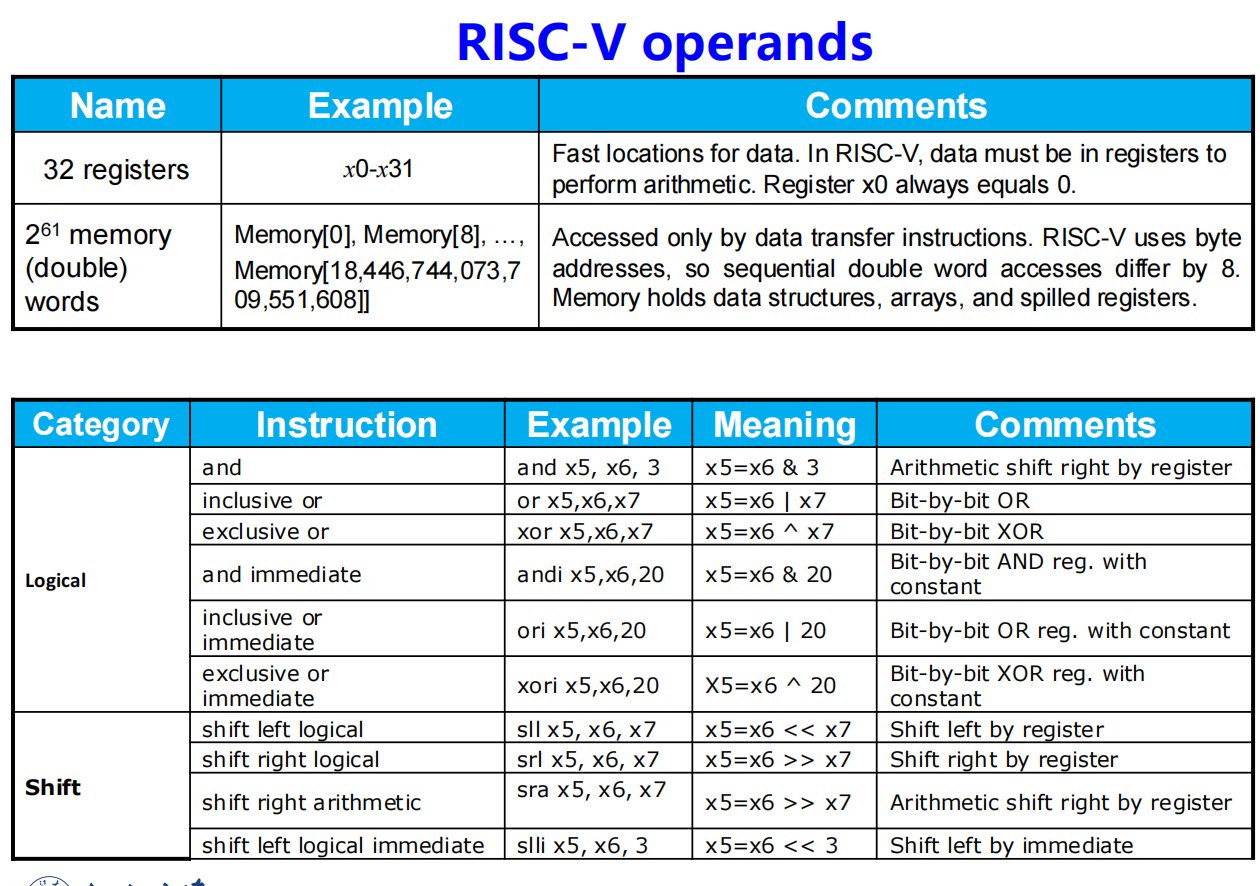 RISC-V operands
Name Example Comments
32 registers x0-x31 Fast locations for data. In RISC-V, data must be in registers to
perform arithmetic. Register x0 always equals 0.
2⁶¹ memory
(double)
words
Memory[0], Memory[8], …,
Memory[18,446,744,073,7
09,551,608]]
Accessed only by data transfer instructions. RISC-V uses byte
addresses, so sequential double word accesses differ by 8.
Memory holds data structures, arrays, and spilled registers.
Category Instruction Example Meaning Comments
Logical
and and x5, x6, 3 x5=x6 & 3 Arithmetic shift right by register
inclusive or or x5,x6,x7 x5=x6 | x7 Bit-by-bit OR
exclusive or xor x5,x6,x7 x5=x6 ^ x7 Bit-by-bit XOR
and immediate andi x5,x6,20 x5=x6 & 20 Bit-by-bit AND reg. with
constant
inclusive or
immediate
ori x5,x6,20 x5=x6 | 20 Bit-by-bit OR reg. with constant
exclusive or
immediate
xori x5,x6,20 X5=x6 ^ 20 Bit-by-bit XOR reg. with
constant
Shift
shift left logical sll x5, x6, x7 x5=x6 << x7 Shift left by register
shift right logical srl x5, x6, x7 x5=x6 >> x7 Shift right by register
shift right arithmetic sra x5, x6, x7 x5=x6 >> x7 Arithmetic shift right by register
shift left logical immediate slli x5, x6, 3 x5=x6 << 3 Shift left by immediate